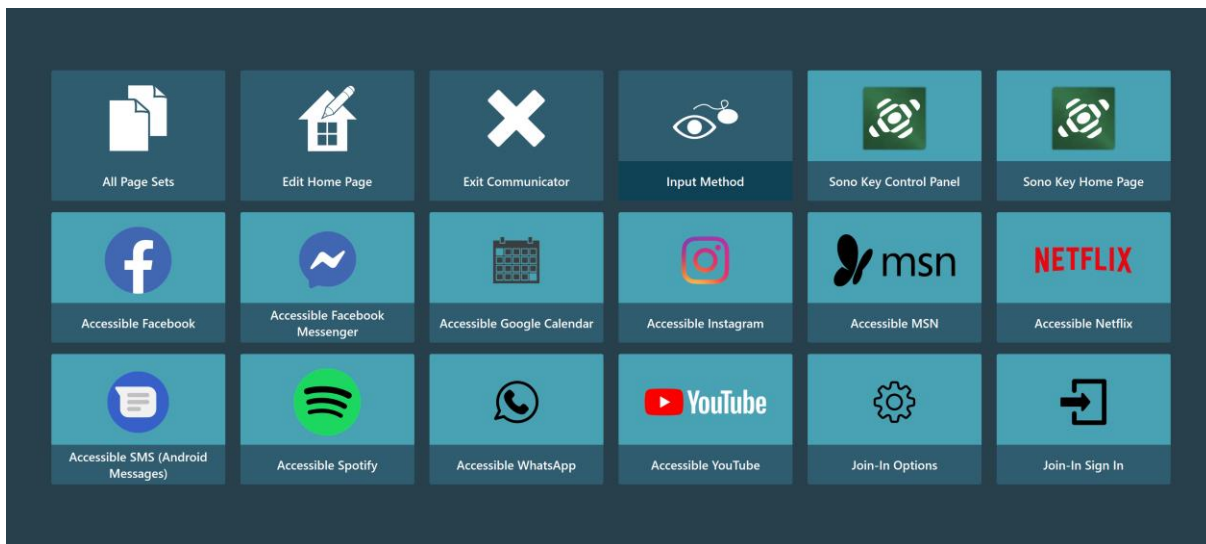 All Page Sets
Edit Home Page
Exit Communicator
Input Method
Sono Key Control Panel
Sono Key Home Page
msn
NETFLIX
Accessible Facebook
Accessible Facebook
Messenger
Accessible Google Calendar
Accessible Instagram
Accessible MSN
Accessible Netflix
YouTube
Accessible SMS (Android
Messages)
Accessible Spotify
Accessible WhatsApp
Accessible YouTube
Join-In Options
Join-In Sign In